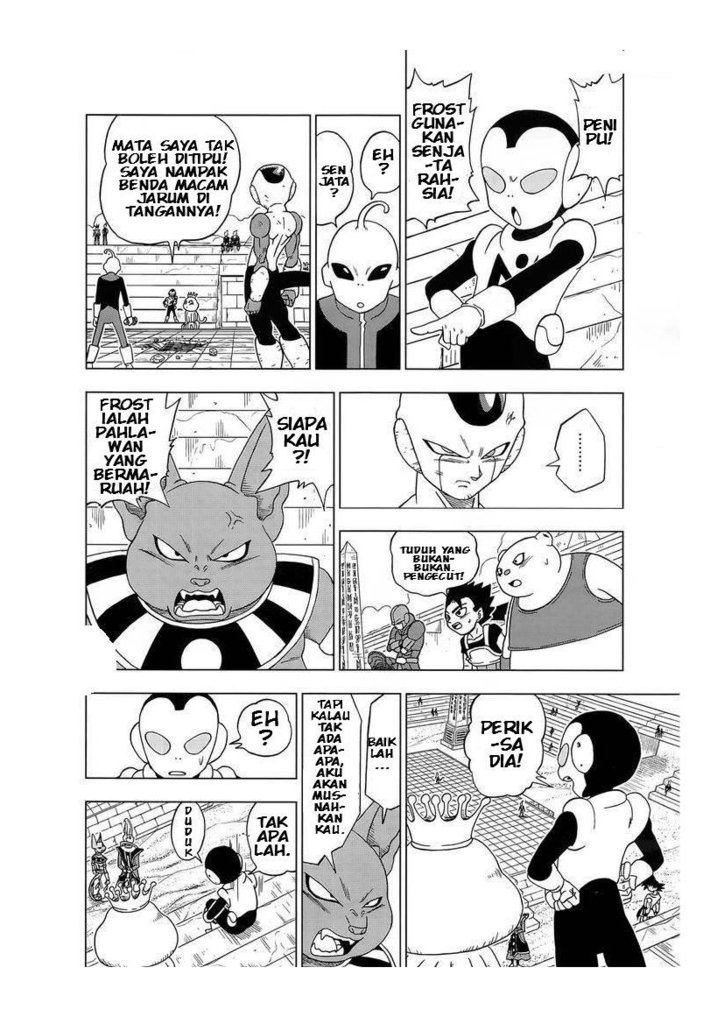 PENI
PU!
FROST
GUNA-
KAN
SENJA
-TA
RAH-
SIA!
EH
?
SEN
JATA
?
MATA SAYA TAK
BOLEH DITIPU!
SAYA NAMPAK
BENDA MACAM
JARUM DI
TANGANNYA!
......
TUDUH YANG
BUKAN-
BUKAN.
PENGECUT!
SIAPA
KAU
?!
FROST
IALAH
PAHLA-
WAN
YANG
BERMA-
RUAH!
PERIK
-SA
DIA!
BAIK
LAH
...
TAPI
KALAU
TAK
ADA
APA-
APA,
AKU
AKAN
MUS-
NAH-
KAN
KAU.
EH
?
TAK
APA
LAH.
DUDUK